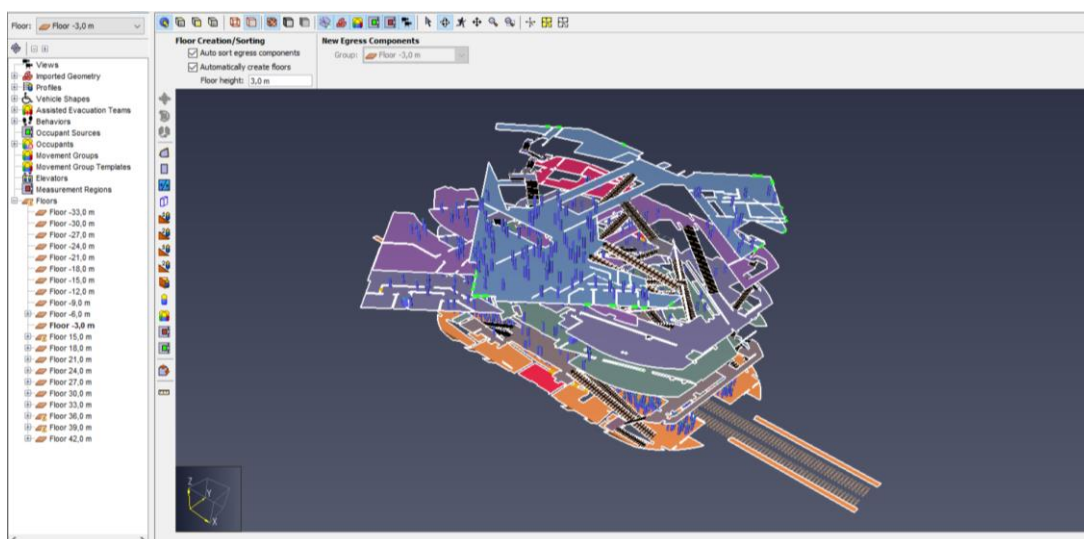 Floor: Floor -3,0 m
Floor Creation/Sorting
Auto sort egress components
Automatically create floors
Floor height: 3,0 m
New Egress Components
Group: Floor -3,0 m
Views
Imported Geometry
Profiles
Vehicle Shapes
Assisted Evacuation Teams
Behaviors
Occupant Sources
Occupants
Movement Groups
Movement Group Templates
Elevators
Measurement Regions
Floors
Floor -33,0 m
Floor -30,0 m
Floor -27,0 m
Floor -24,0 m
Floor -21,0 m
Floor -18,0 m
Floor -15,0 m
Floor -12,0 m
Floor -9,0 m
Floor -6,0 m
Floor -3,0 m
Floor 15,0 m
Floor 18,0 m
Floor 21,0 m
Floor 24,0 m
Floor 27,0 m
Floor 30,0 m
Floor 33,0 m
Floor 36,0 m
Floor 39,0 m
Floor 42,0 m
Z
Y
X